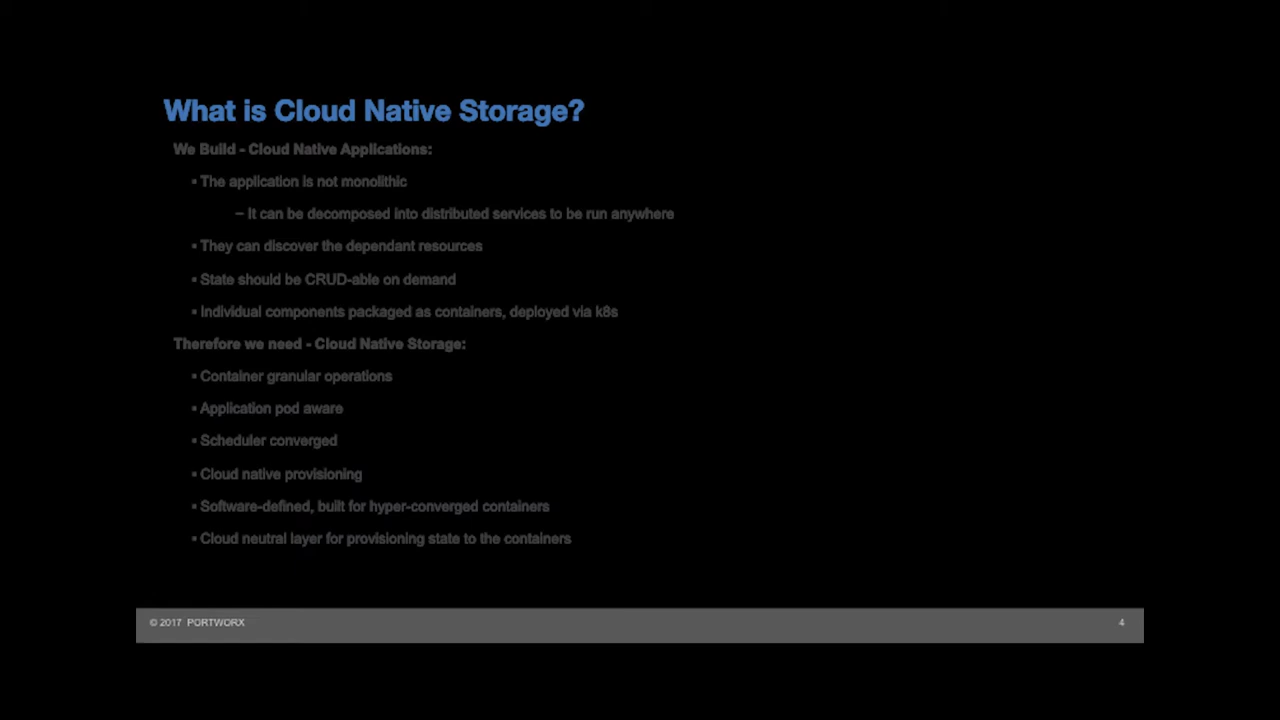 What is Cloud Native Storage?
We Build - Cloud Native Applications:
▪ The application is not monolithic
– It can be decomposed into distributed services to be run anywhere
▪ They can discover the dependant resources
▪ State should be CRUD-able on demand
▪ Individual components packaged as containers, deployed via k8s
Therefore we need - Cloud Native Storage:
▪ Container granular operations
▪ Application pod aware
▪ Scheduler converged
▪ Cloud native provisioning
▪ Software-defined, built for hyper-converged containers
▪ Cloud neutral layer for provisioning state to the containers
© 2017 PORTWORX 4